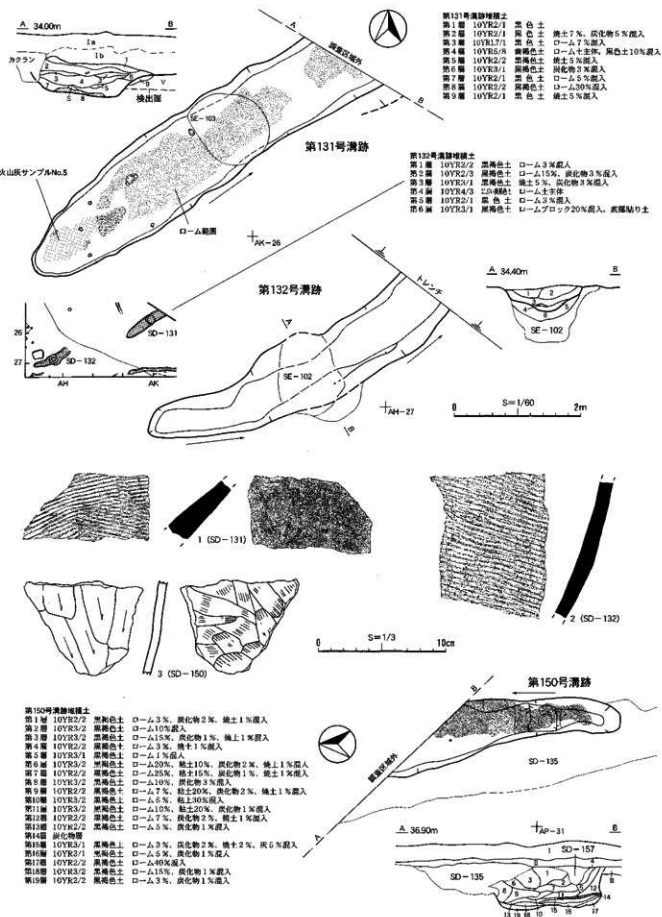 A 34.00m B
Ia
Ib
カクラン
検出面
A
調査区域外
B
SE-103
第131号溝跡
火山灰サンプルNo.5
ローム範囲
AK-26
第131号溝跡堆積土
第1層 10YR2/1 黒色土
第2層 10YR2/1 黒色土 焼土7%、炭化物5%混入
第3層 10YR1.7/1 黒色土 ローム7%混入
第4層 10YR5/8 黄褐色土 ローム土主体、黒色土10%混入
第5層 10YR2/2 黒褐色土 焼土5%混入
第6層 10YR3/1 黒褐色土 炭化物3%混入
第7層 10YR2/1 黒色土 ローム5%混入
第8層 10YR2/2 黒褐色土 ローム30%混入
第9層 10YR2/1 黒色土 焼土5%混入
第132号溝跡堆積土
第1層 10YR2/2 黒褐色土 ローム3%混入
第2層 10YR2/3 黒褐色土 ローム15%、炭化物3%混入
第3層 10YR3/1 黒褐色土 焼土5%、炭化物3%混入
第4層 10YR4/3 ローム土主体
第5層 10YR2/1 黒色土 ローム3%混入
第6層 10YR3/1 黒褐色土 ロームブロック20%混入、底部貼り土
第132号溝跡
トレンチ
A
SE-102
B
AH-27
26
27
SD-131
SD-132
AH AK
A 34.40m B
SE-102
S=1/60
0 2m
1 (SD-131)
2 (SD-132)
3 (SD-150)
S=1/3
0 10cm
第150号溝跡堆積土
第1層 10YR2/2 黒褐色土 ローム3%、炭化物2%、焼土1%混入
第2層 10YR3/2 黒褐色土 ローム10%混入
第3層 10YR3/2 黒褐色土 ローム15%、炭化物1%、焼土1%混入
第4層 10YR2/2 黒褐色土 ローム3%、焼土1%混入
第5層 10YR3/1 黒褐色土 ローム1%混入
第6層 10YR3/2 黒褐色土 ローム20%、粘土10%、炭化物2%、焼土1%混入
第7層 10YR2/2 黒褐色土 ローム25%、粘土15%、炭化物1%、焼土1%混入
第8層 10YR3/2 黒褐色土 ローム10%、炭化物3%混入
第9層 10YR2/2 黒褐色土 ローム7%、粘土20%、炭化物2%、焼土1%混入
第10層 10YR3/2 黒褐色土 ローム5%、粘土30%混入
第11層 10YR3/2 黒褐色土 ローム10%、粘土20%、炭化物1%混入
第12層 10YR2/2 黒褐色土 ローム7%、炭化物2%、焼土1%混入
第13層 10YR2/2 黒褐色土 ローム5%、炭化物1%混入
第14層 炭化物層
第15層 10YR3/1 黒褐色土 ローム3%、炭化物2%、焼土2%、灰5%混入
第16層 10YR3/1 黒褐色土 ローム5%、炭化物1%混入
第17層 10YR2/2 黒褐色土 ローム40%混入
第18層 10YR3/2 黒褐色土 ローム15%、炭化物1%混入
第19層 10YR2/2 黒褐色土 ローム3%、炭化物1%混入
第150号溝跡
B
調査区域外
A
SD-135
AP-31
A 36.90m B
SD-135
SD-157